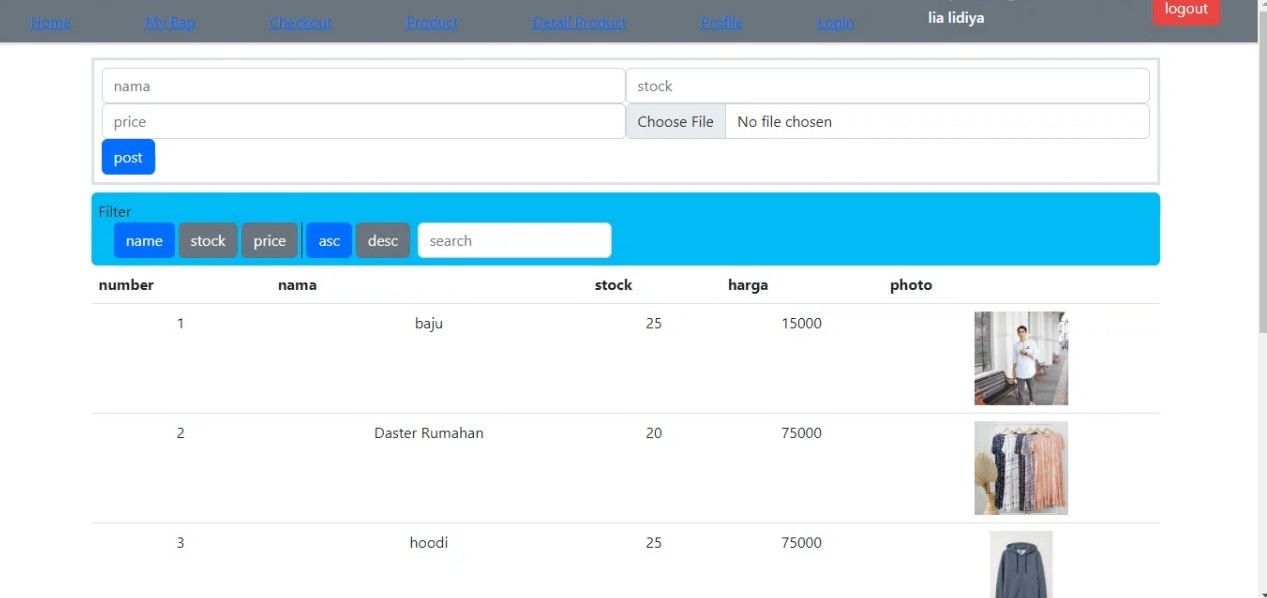 Home My Bag Checkout Product Detail Product Profile Login lia lidiya logout
nama stock
price Choose File No file chosen
post
Filter
name stock price asc desc search
number nama stock harga photo
1 baju 25 15000
2 Daster Rumahan 20 75000
3 hoodi 25 75000